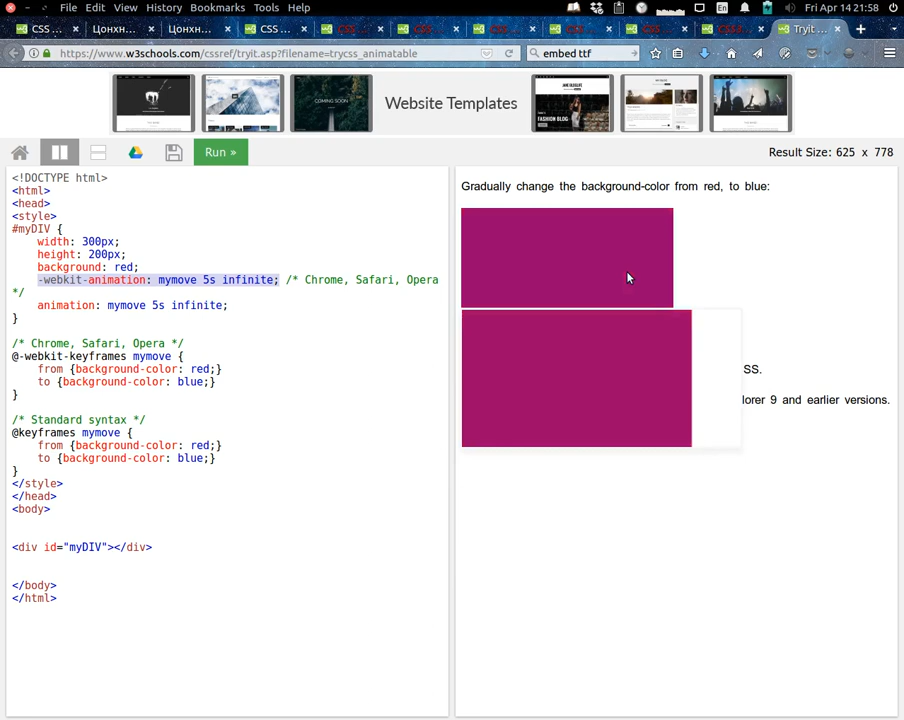 File Edit View History Bookmarks Tools Help
En
Fri Apr 14 21:58
CSS ...
Цонхн...
Цонхн...
CSS ...
CSS ...
Tryit ...
https://www.w3schools.com/cssref/tryit.asp?filename=trycss_animatable
embed ttf
COMING SOON
Website Templates
FASHION BLOG
Run »
Result Size: 625 x 778
<!DOCTYPE html>
<html>
<head>
<style>
#myDIV {
    width: 300px;
    height: 200px;
    background: red;
    -webkit-animation: mymove 5s infinite; /* Chrome, Safari, Opera
*/
    animation: mymove 5s infinite;
}
/* Chrome, Safari, Opera */
@-webkit-keyframes mymove {
    from {background-color: red;}
    to {background-color: blue;}
}
/* Standard syntax */
@keyframes mymove {
    from {background-color: red;}
    to {background-color: blue;}
}
</style>
</head>
<body>
<div id="myDIV"></div>
</body>
</html>
Gradually change the background-color from red, to blue:
SS.
lorer 9 and earlier versions.